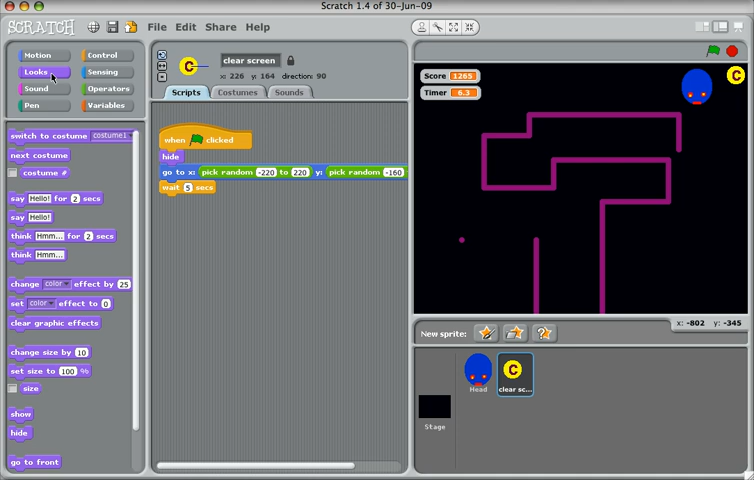 Scratch 1.4 of 30-Jun-09
SCRATCH File Edit Share Help
Motion Control
Looks Sensing
Sound Operators
Pen Variables
switch to costume costume1
next costume
costume #
say Hello! for 2 secs
say Hello!
think Hmm... for 2 secs
think Hmm...
change color effect by 25
set color effect to 0
clear graphic effects
change size by 10
set size to 100 %
size
show
hide
go to front
C clear screen
x: 226 y: 164 direction: 90
Scripts Costumes Sounds
when clicked
hide
go to x: pick random -220 to 220 y: pick random -160
wait 5 secs
Score 1265
Timer 6.3
C
x: -802 y: -345
New sprite:
C
Head clear sc...
Stage